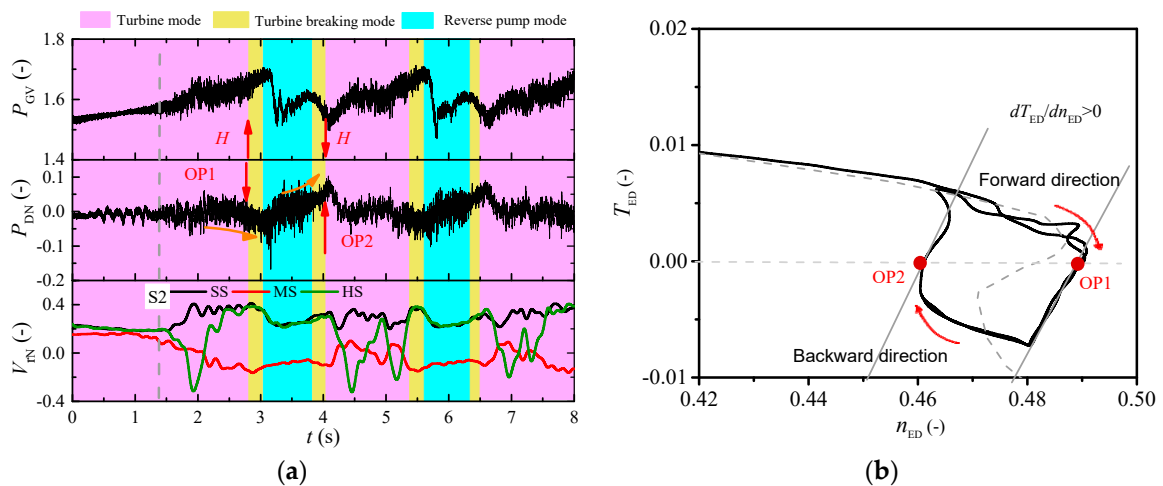 Turbine mode Turbine breaking mode Reverse pump mode
P_GV (-)
1.8
1.6
1.4
H H
OP1
P_DN (-)
0.1
0.0
-0.1
-0.2
OP2
S2 SS MS HS
V_rN (-)
0.4
0.0
-0.4
0 1 2 3 4 5 6 7 8
t (s)
(a)
T_ED (-)
0.02
0.01
0.00
-0.01
dT_ED/dn_ED>0
Forward direction
OP2 OP1
Backward direction
0.42 0.44 0.46 0.48 0.50
n_ED (-)
(b)